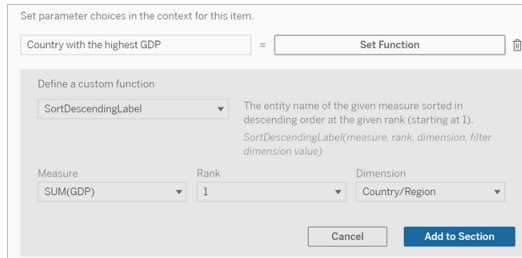 Set parameter choices in the context for this item.
Country with the highest GDP = Set Function
Define a custom function
SortDescendingLabel
The entity name of the given measure sorted in
descending order at the given rank (starting at 1).
SortDescendingLabel(measure, rank, dimension, filter
dimension value)
Measure Rank Dimension
SUM(GDP) 1 Country/Region
Cancel Add to Section